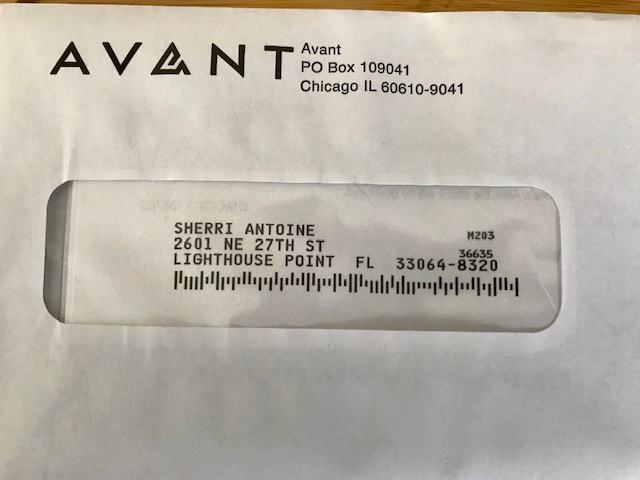 AVANT
Avant
PO Box 109041
Chicago IL 60610-9041
SHERRI ANTOINE
M203
2601 NE 27TH ST
36635
LIGHTHOUSE POINT FL 33064-8320